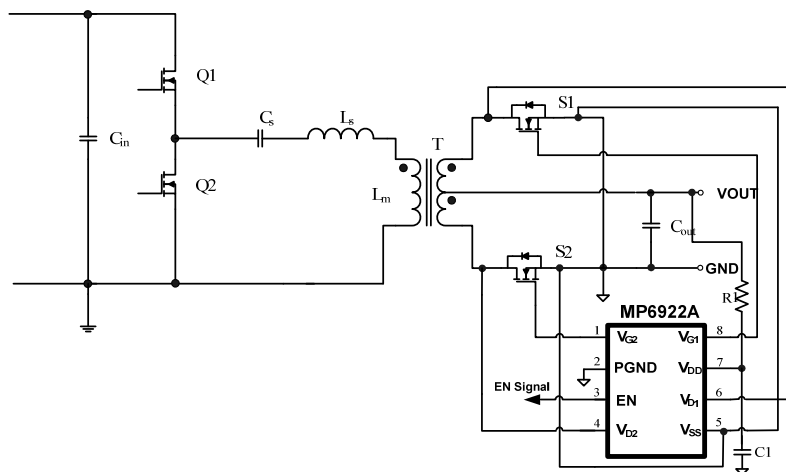 Q1
S1
Cs
Ls
T
Cin
Q2
Lm
VOUT
Cout
S2
GND
R1
MP6922A
1
VG2
VG1
8
2
PGND
VDD
7
EN Signal
3
EN
VD1
6
4
VD2
VSS
5
C1